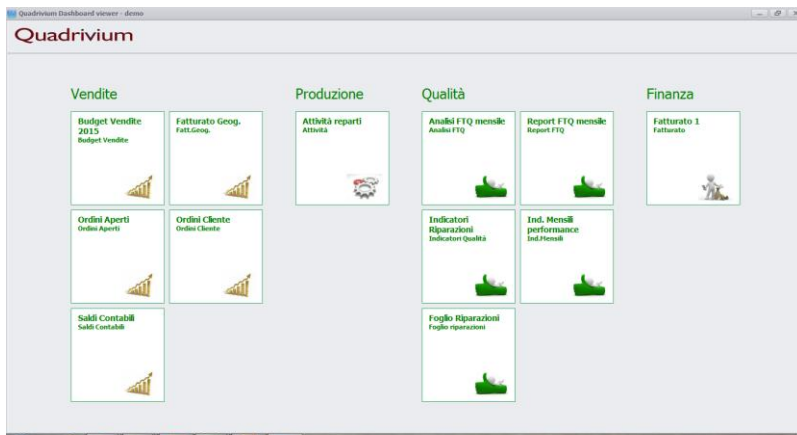 Quadrivium Dashboard viewer - demo
Quadrivium
Vendite
Budget Vendite
2015
Budget Vendite
Fatturato Geog.
Fatt.Geog.
Ordini Aperti
Ordini Aperti
Ordini Cliente
Ordini Cliente
Saldi Contabili
Saldi Contabili
Produzione
Attività reparti
Attività
Qualità
Analisi FTQ mensile
Analisi FTQ
Report FTQ mensile
Report FTQ
Indicatori
Riparazioni
Indicatori Qualità
Ind. Mensili
performance
Ind.Mensili
Foglio Riparazioni
Foglio riparazioni
Finanza
Fatturato 1
Fatturato